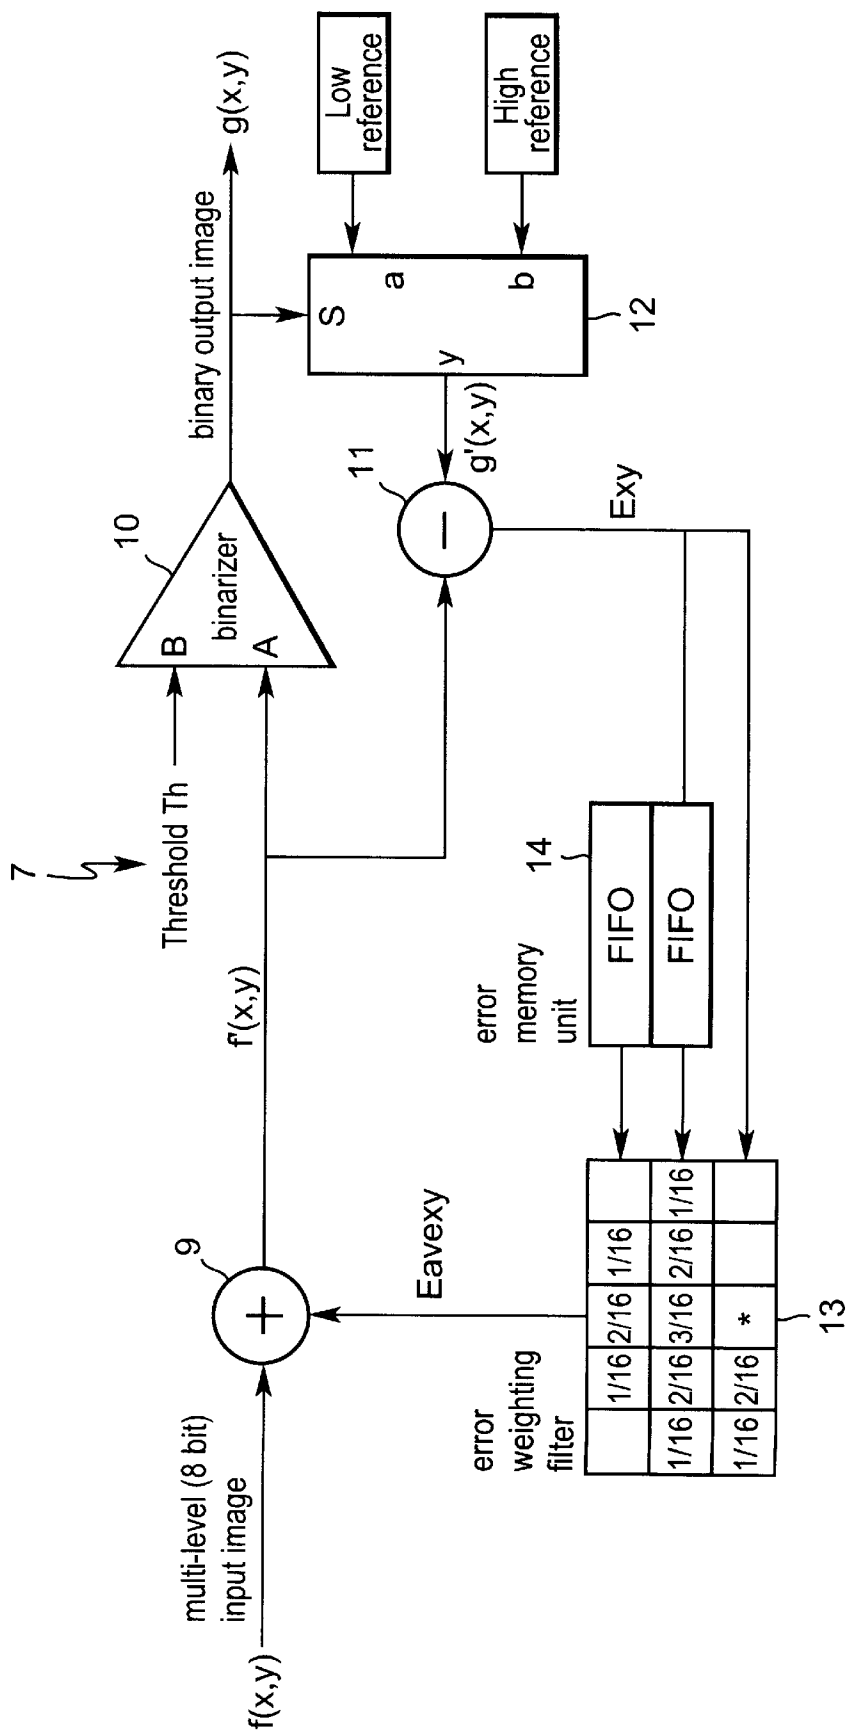 7
f(x,y)
multi-level (8 bit)
input image
9
+
f'(x,y)
Threshold Th
B
A
binarizer
10
binary output image
g(x,y)
Low
reference
High
reference
S
a
b
y
12
g'(x,y)
11
−
Exy
Eavexy
error
memory
unit
14
FIFO
FIFO
error
weighting
filter
1/16 2/16 1/16
1/16 2/16 3/16 2/16 1/16
1/16 2/16 *
13